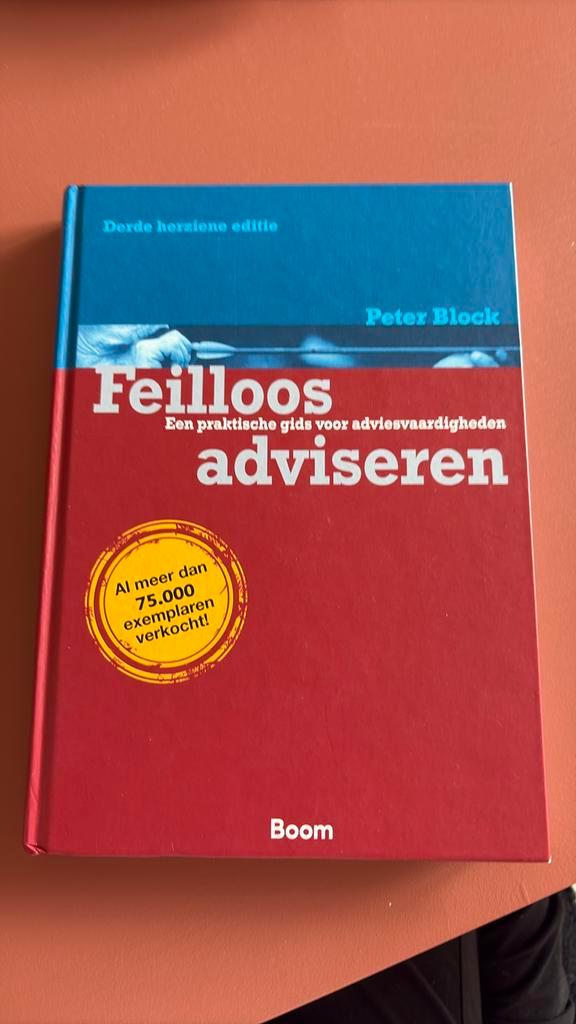 Derde herziene editie
Peter Block
Feilloos
Een praktische gids voor adviesvaardigheden
adviseren
Al meer dan
75.000
exemplaren
verkocht!
Boom